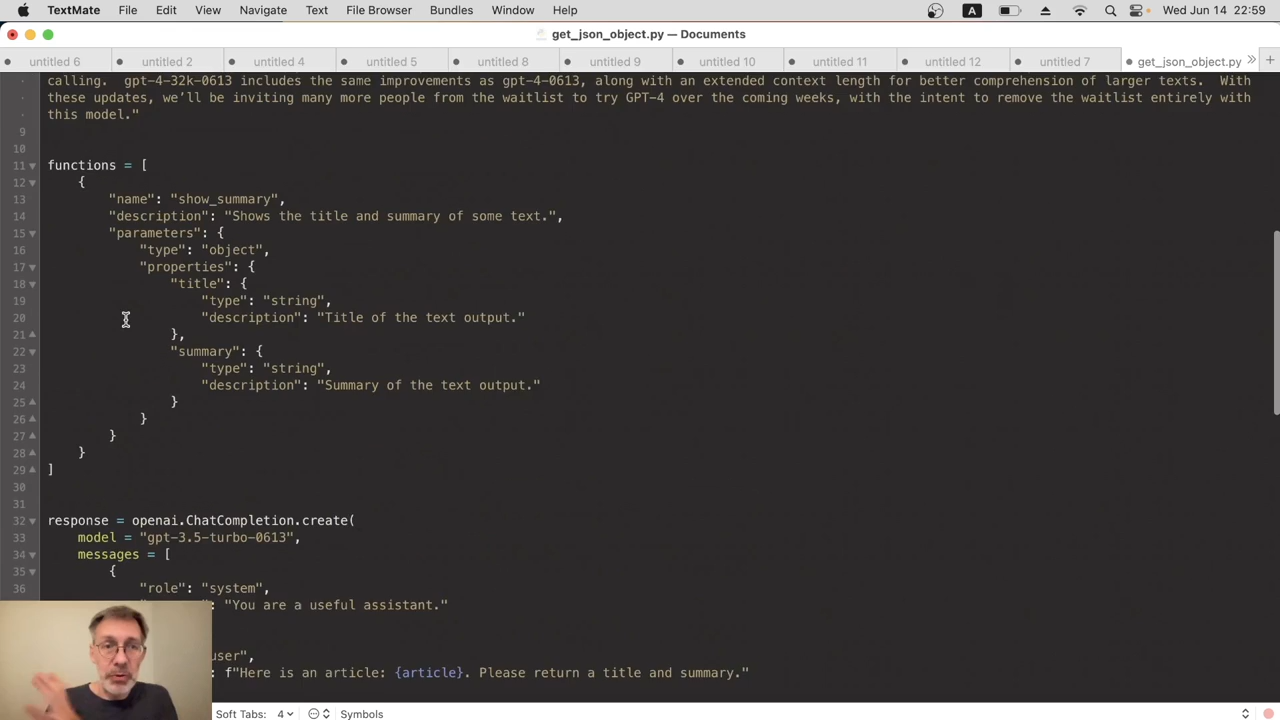 TextMate File Edit View Navigate Text File Browser Bundles Window Help A Wed Jun 14 22:59
get_json_object.py — Documents
untitled 6 untitled 2 untitled 4 untitled 5 untitled 8 untitled 9 untitled 10 untitled 11 untitled 12 untitled 7 get_json_object.py
calling. gpt-4-32k-0613 includes the same improvements as gpt-4-0613, along with an extended context length for better comprehension of larger texts. With
these updates, we’ll be inviting many more people from the waitlist to try GPT-4 over the coming weeks, with the intent to remove the waitlist entirely with
this model."
9
10
11 functions = [
12 {
13 "name": "show_summary",
14 "description": "Shows the title and summary of some text.",
15 "parameters": {
16 "type": "object",
17 "properties": {
18 "title": {
19 "type": "string",
20 "description": "Title of the text output."
21 },
22 "summary": {
23 "type": "string",
24 "description": "Summary of the text output."
25 }
26 }
27 }
28 }
29 ]
30
31
32 response = openai.ChatCompletion.create(
33 model = "gpt-3.5-turbo-0613",
34 messages = [
35 {
36 "role": "system",
: "You are a useful assistant."
user",
: f"Here is an article: {article}. Please return a title and summary."
Soft Tabs: 4 Symbols